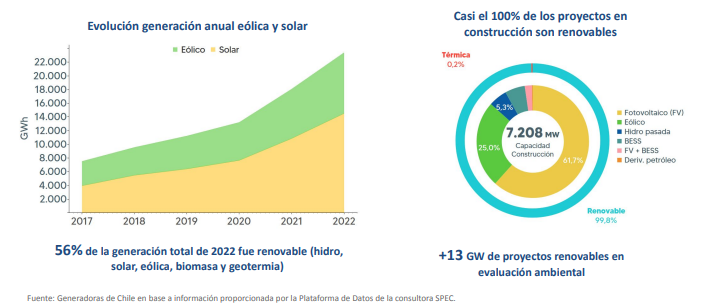 Evolución generación anual eólica y solar
Eólico
Solar
GWh
22.000
20.000
18.000
16.000
14.000
12.000
10.000
8.000
6.000
4.000
2.000
2017
2018
2019
2020
2021
2022
56% de la generación total de 2022 fue renovable (hidro,
solar, eólica, biomasa y geotermia)
Casi el 100% de los proyectos en
construcción son renovables
Térmica
0,2%
5,3%
25,0%
7.208 MW
Capacidad
Construcción
61,7%
Fotovoltaico (FV)
Eólico
Hidro pasada
BESS
FV + BESS
Deriv. petróleo
Renovable
99,8%
+13 GW de proyectos renovables en
evaluación ambiental
Fuente: Generadoras de Chile en base a información proporcionada por la Plataforma de Datos de la consultora SPEC.